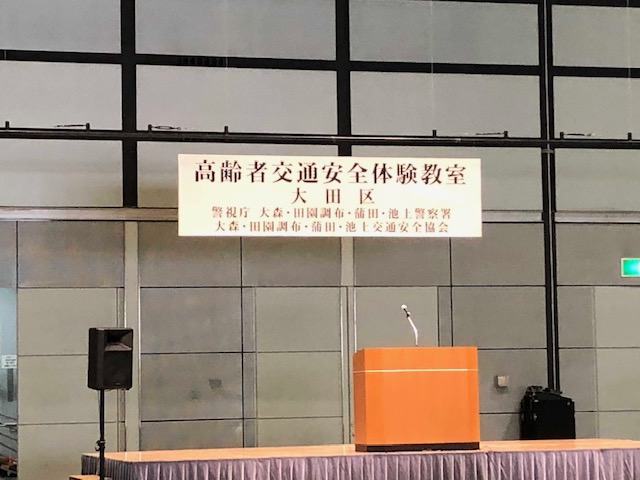 高齢者交通安全体験教室
大田区
警視庁 大森・田園調布・蒲田・池上警察署
大森・田園調布・蒲田・池上交通安全協会